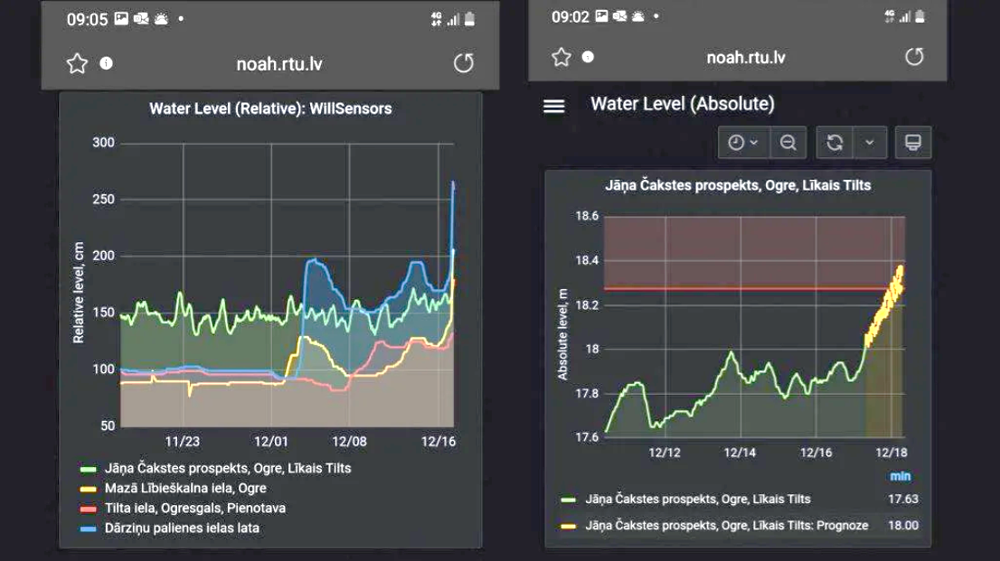 09:05
4G
noah.rtu.lv
Water Level (Relative): WillSensors
300
250
200
150
100
50
Relative level, cm
11/23 12/01 12/08 12/16
Jāņa Čakstes prospekts, Ogre, Līkais Tilts
Mazā Lībieškalna iela, Ogre
Tilta iela, Ogresgals, Pienotava
Dārziņu palienes ielas lata
09:02
4G
noah.rtu.lv
Water Level (Absolute)
Jāņa Čakstes prospekts, Ogre, Līkais Tilts
18.6
18.4
18.2
18
17.8
17.6
Absolute level, m
12/12 12/14 12/16 12/18
min
Jāņa Čakstes prospekts, Ogre, Līkais Tilts 17.63
Jāņa Čakstes prospekts, Ogre, Līkais Tilts: Prognoze 18.00